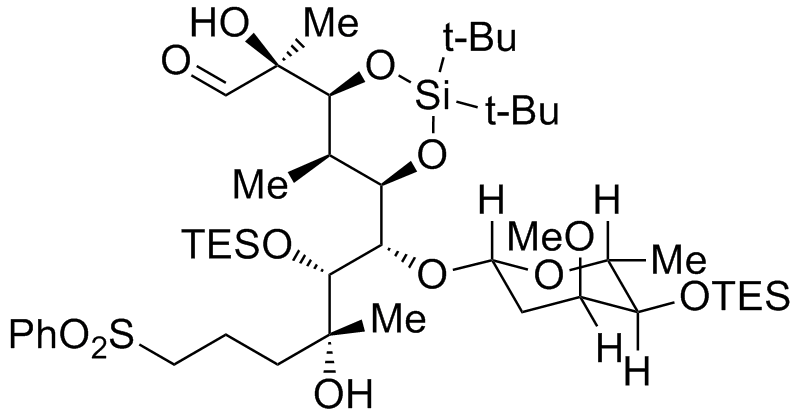 HO Me
O O t-Bu
Si
t-Bu
O
Me
H H
MeO
TESO O O Me
OTES
PhO2S Me
H
H
OH